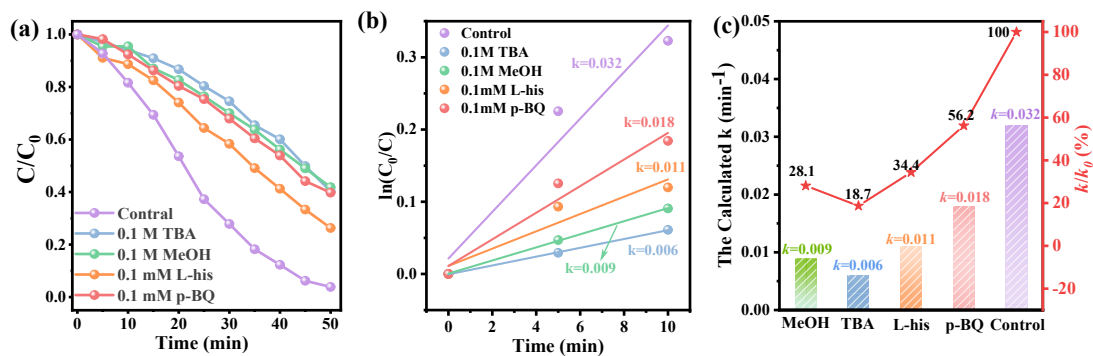 (a)
1.0
0.8
0.6
0.4
0.2
0.0
C/C0
Contral
0.1 M TBA
0.1 M MeOH
0.1 mM L-his
0.1 mM p-BQ
0 10 20 30 40 50
Time (min)
(b)
0.3
0.2
0.1
0.0
ln(C0/C)
Control
0.1M TBA
0.1M MeOH
0.1mM L-his
0.1mM p-BQ
k=0.032
k=0.018
k=0.011
k=0.006
k=0.009
0 2 4 6 8 10
Time (min)
(c)
0.05
0.04
0.03
0.02
0.01
0.00
The Calculated k (min-1)
100
56.2
34.4
28.1
18.7
k=0.032
k=0.018
k=0.011
k=0.009
k=0.006
MeOH TBA L-his p-BQ Control
100
80
60
40
20
0
-20
k/k0 (%)